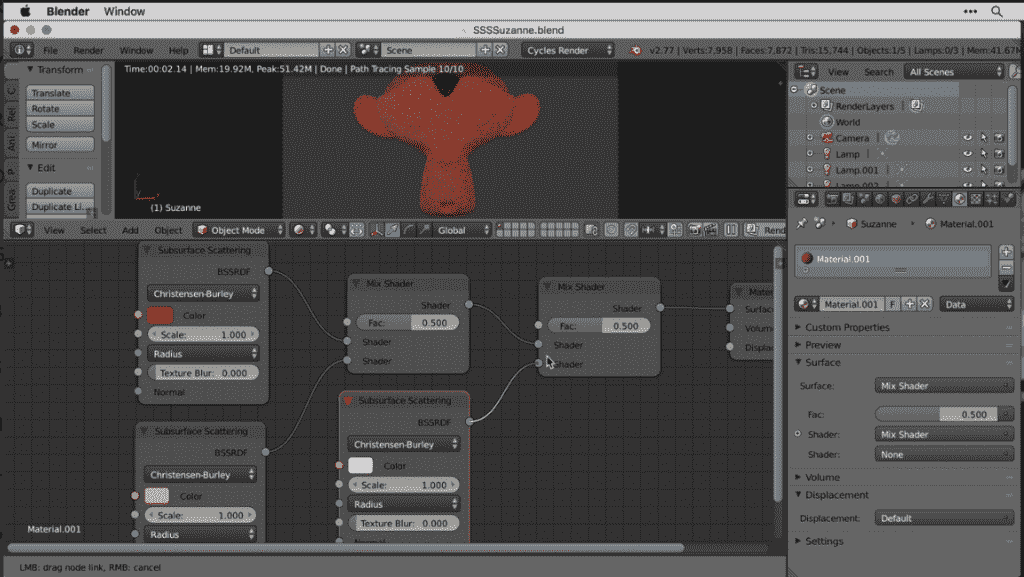 Blender Window
SSSSuzanne.blend
File Render Window Help Default Scene Cycles Render v2.77 | Verts:7,958 | Faces:7,872 | Tris:15,744 | Objects:1/5 | Lamps:0/3 | Mem:41.67M
Transform
Translate
Rotate
Scale
Mirror
Edit
Duplicate
Duplicate Li...
Time:00:02.14 | Mem:19.92M, Peak:51.42M | Done | Path Tracing Sample 10/10
(1) Suzanne
View Select Add Object Object Mode Global Rend
View Search All Scenes
Scene
RenderLayers
World
Camera
Lamp
Lamp.001
Lamp.002
Subsurface Scattering
BSSRDF
Christensen-Burley
Color
Scale: 1.000
Radius
Texture Blur: 0.000
Normal
Subsurface Scattering
BSSRDF
Christensen-Burley
Color
Scale: 1.000
Radius
Mix Shader
Shader
Fac: 0.500
Shader
Shader
Subsurface Scattering
BSSRDF
Christensen-Burley
Color
Scale: 1.000
Radius
Texture Blur: 0.000
Normal
Mix Shader
Shader
Fac: 0.500
Shader
Shader
Mate
Surfac
Volum
Displac
Material.001
LMB: drag node link, RMB: cancel
Suzanne Material.001
Material.001
Material.001 F Data
Custom Properties
Preview
Surface
Surface: Mix Shader
Fac: 0.500
Shader: Mix Shader
Shader: None
Volume
Displacement
Displacement: Default
Settings